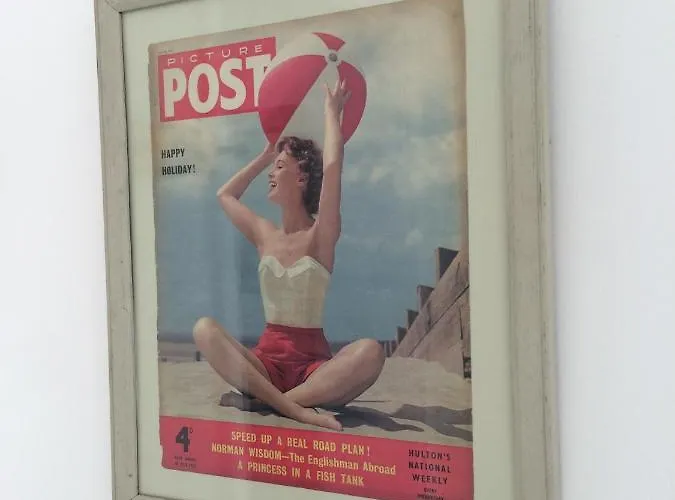 PICTURE
POST
HAPPY
HOLIDAY!
4D
SPEED UP A REAL ROAD PLAN!
NORMAN WISDOM—The Englishman Abroad
A PRINCESS IN A FISH TANK
HULTON'S
NATIONAL
WEEKLY